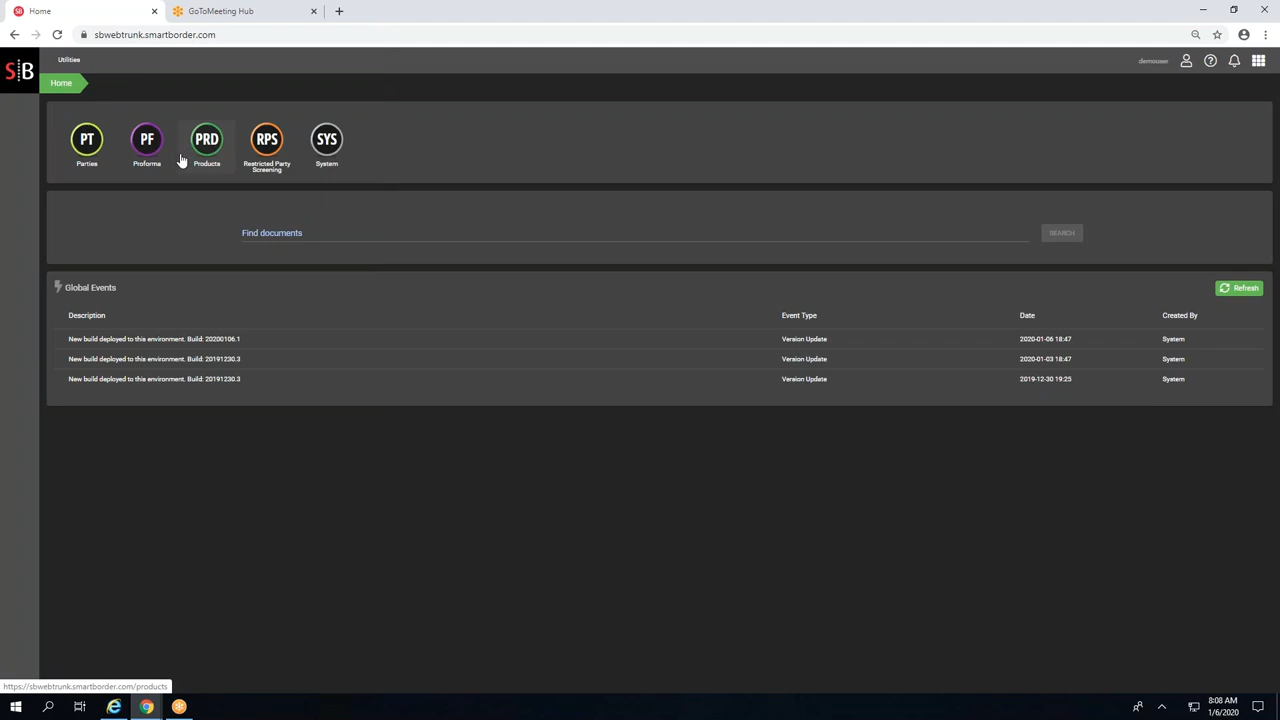 Home
GoToMeeting Hub
sbwebtrunk.smartborder.com
SB
Utilities
demouser
Home
PT
PF
PRD
RPS
SYS
Parties
Proforma
Products
Restricted Party
Screening
System
Find documents
SEARCH
Global Events
Refresh
Description
Event Type
Date
Created By
New build deployed to this environment. Build: 20200106.1
Version Update
2020-01-06 18:47
System
New build deployed to this environment. Build: 20191230.3
Version Update
2020-01-03 18:47
System
New build deployed to this environment. Build: 20191230.3
Version Update
2019-12-30 19:25
System
https://sbwebtrunk.smartborder.com/products
8:08 AM
1/6/2020